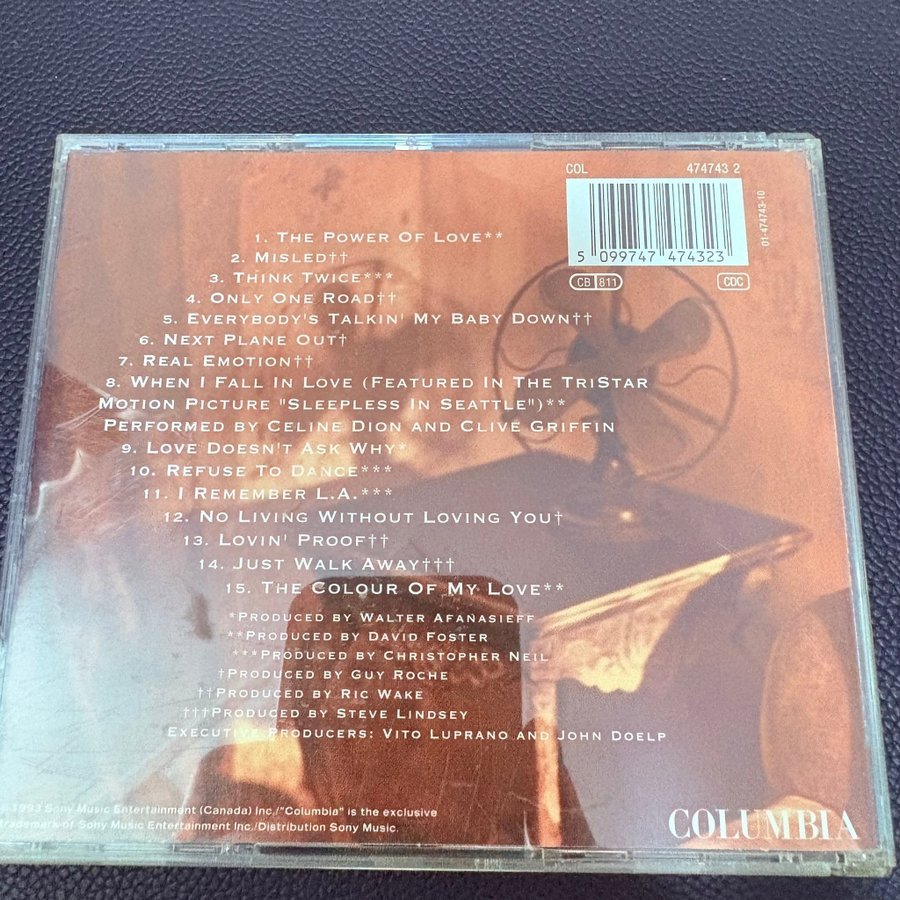 COL 474743 2
5 099747 474323
01-474743-10
CB 811
CDC
1. The Power Of Love**
2. Misled††
3. Think Twice***
4. Only One Road††
5. Everybody's Talkin' My Baby Down††
6. Next Plane Out†
7. Real Emotion††
8. When I Fall In Love (Featured In The TriStar
Motion Picture "Sleepless In Seattle")**
Performed by Celine Dion and Clive Griffin
9. Love Doesn't Ask Why*
10. Refuse To Dance***
11. I Remember L.A.***
12. No Living Without Loving You†
13. Lovin' Proof††
14. Just Walk Away†††
15. The Colour Of My Love**
*Produced by Walter Afanasieff
**Produced by David Foster
***Produced by Christopher Neil
†Produced by Guy Roche
††Produced by Ric Wake
†††Produced by Steve Lindsey
Executive Producers: Vito Luprano and John Doelp
1993 Sony Music Entertainment (Canada) Inc./"Columbia" is the exclusive
trademark of Sony Music Entertainment Inc./Distribution Sony Music.
COLUMBIA